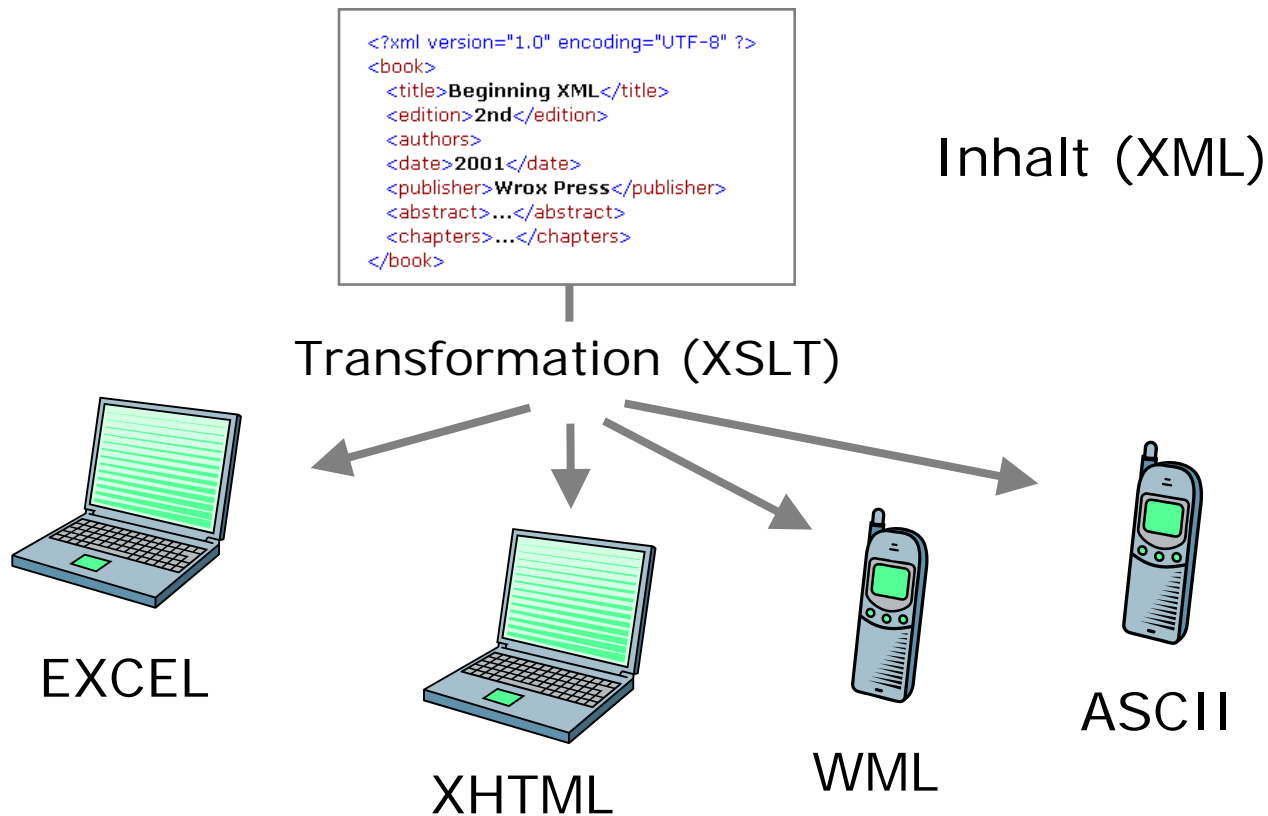 <?xml version="1.0" encoding="UTF-8" ?>
<book>
<title>Beginning XML</title>
<edition>2nd</edition>
<authors>
<date>2001</date>
<publisher>Wrox Press</publisher>
<abstract>...</abstract>
<chapters>...</chapters>
</book>
Inhalt (XML)
Transformation (XSLT)
EXCEL
XHTML
WML
ASCII